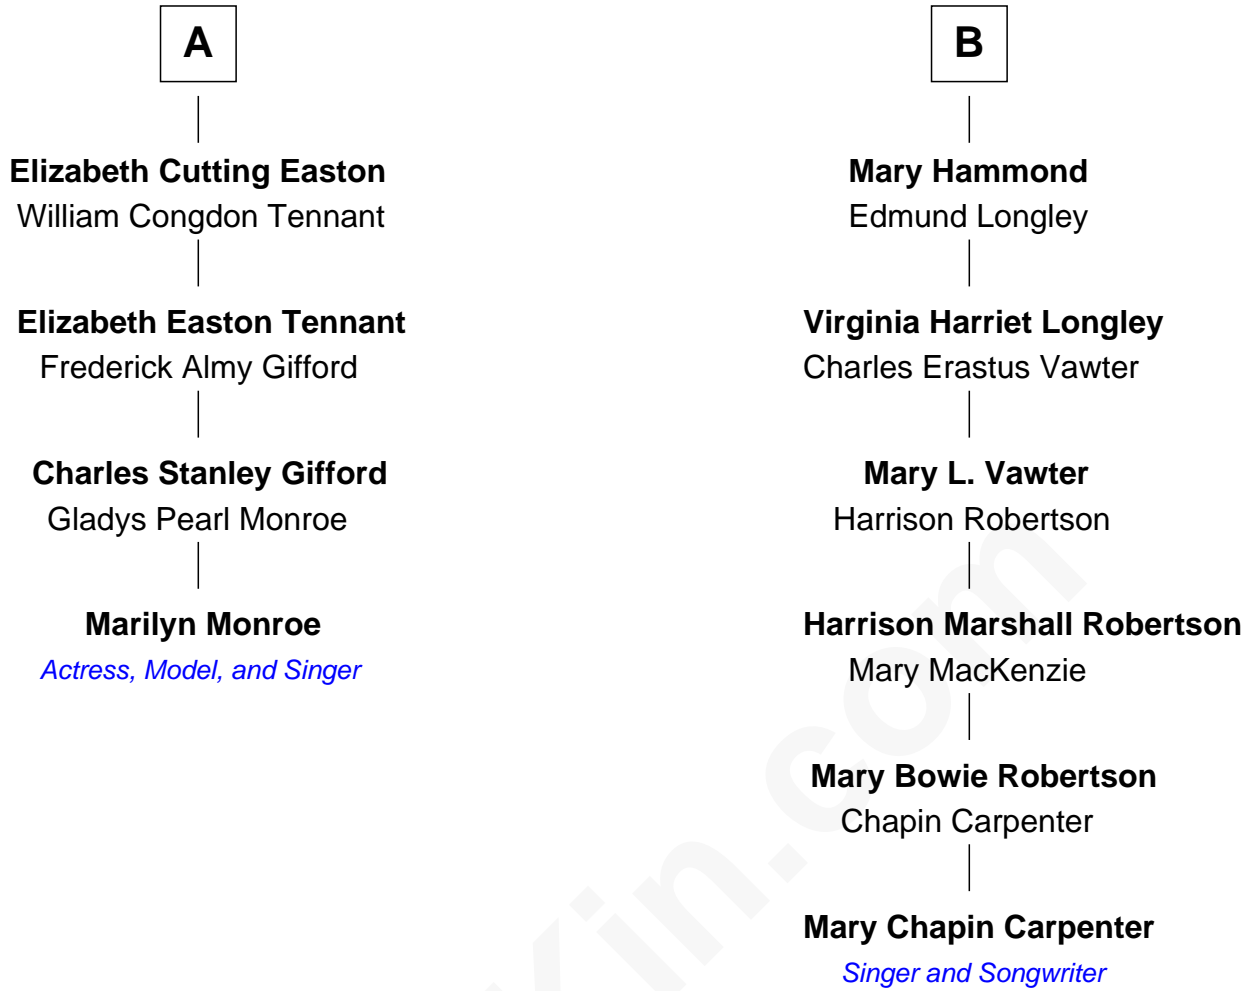 A
Elizabeth Cutting Easton
William Congdon Tennant
Elizabeth Easton Tennant
Frederick Almy Gifford
Charles Stanley Gifford
Gladys Pearl Monroe
Marilyn Monroe
Actress, Model, and Singer
B
Mary Hammond
Edmund Longley
Virginia Harriet Longley
Charles Erastus Vawter
Mary L. Vawter
Harrison Robertson
Harrison Marshall Robertson
Mary MacKenzie
Mary Bowie Robertson
Chapin Carpenter
Mary Chapin Carpenter
Singer and Songwriter
Kin.com